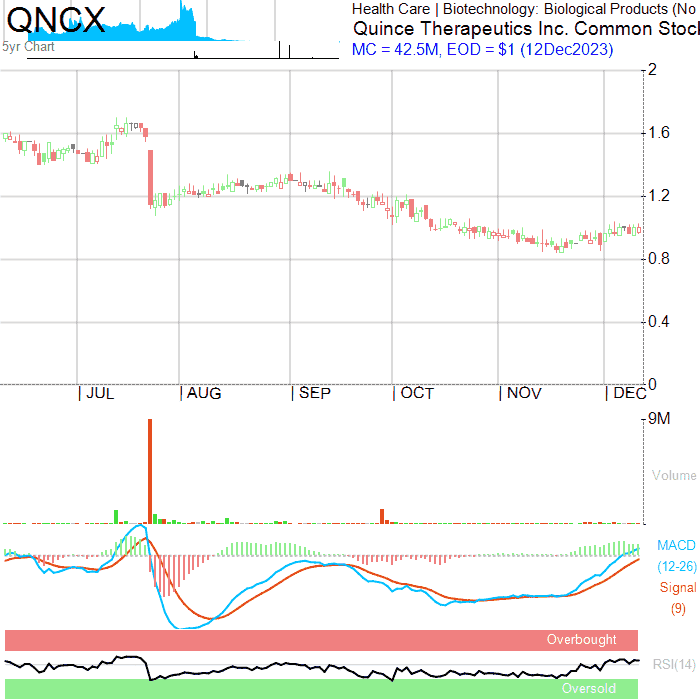 QNCX
Health Care | Biotechnology: Biological Products (No
Quince Therapeutics Inc. Common Stoc
MC = 42.5M, EOD = $1 (12Dec2023)
5yr Chart
2
1.6
1.2
0.8
0.4
0
JUL AUG SEP OCT NOV DEC
9M
Volume
MACD
(12-26)
Signal
(9)
Overbought
RSI(14)
Oversold